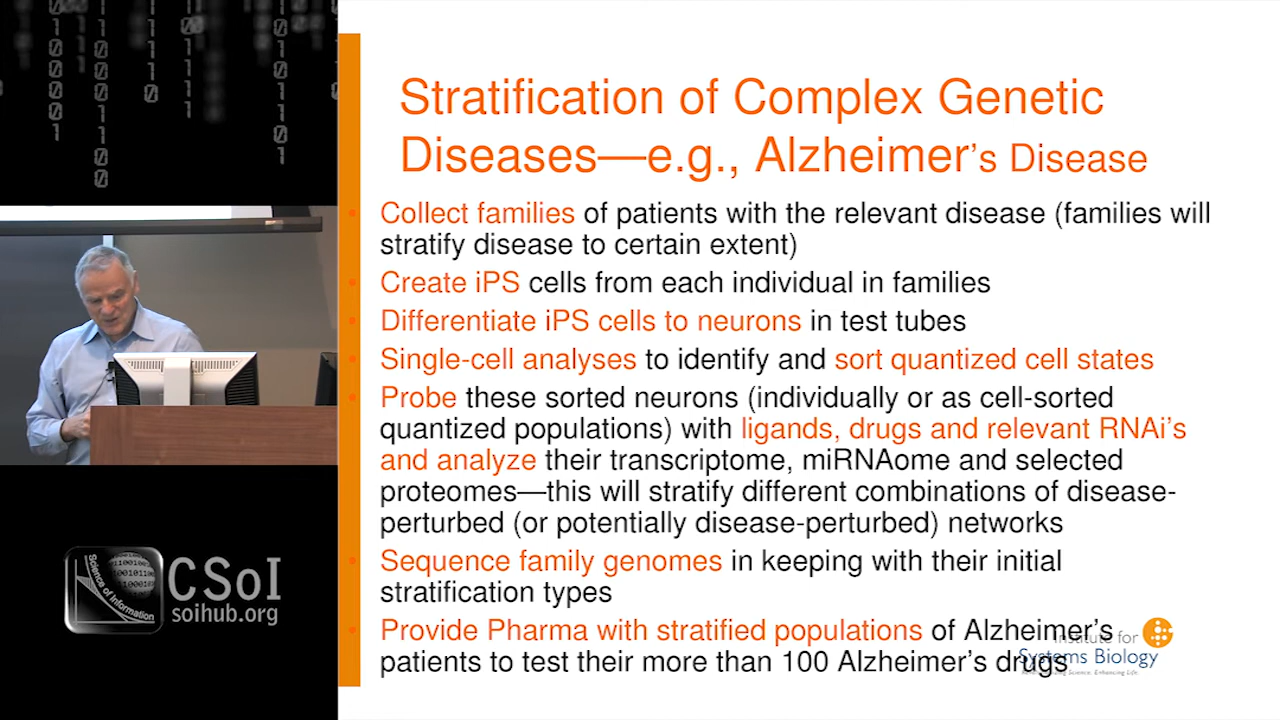 Stratification of Complex Genetic
Diseases—e.g., Alzheimer’s Disease
• Collect families of patients with the relevant disease (families will
stratify disease to certain extent)
• Create iPS cells from each individual in families
• Differentiate iPS cells to neurons in test tubes
• Single-cell analyses to identify and sort quantized cell states
• Probe these sorted neurons (individually or as cell-sorted
quantized populations) with ligands, drugs and relevant RNAi’s
and analyze their transcriptome, miRNAome and selected
proteomes—this will stratify different combinations of disease-
perturbed (or potentially disease-perturbed) networks
• Sequence family genomes in keeping with their initial
stratification types
• Provide Pharma with stratified populations of Alzheimer’s
patients to test their more than 100 Alzheimer’s drugs
Institute for
Systems Biology
Science of Information
CSoI
soihub.org